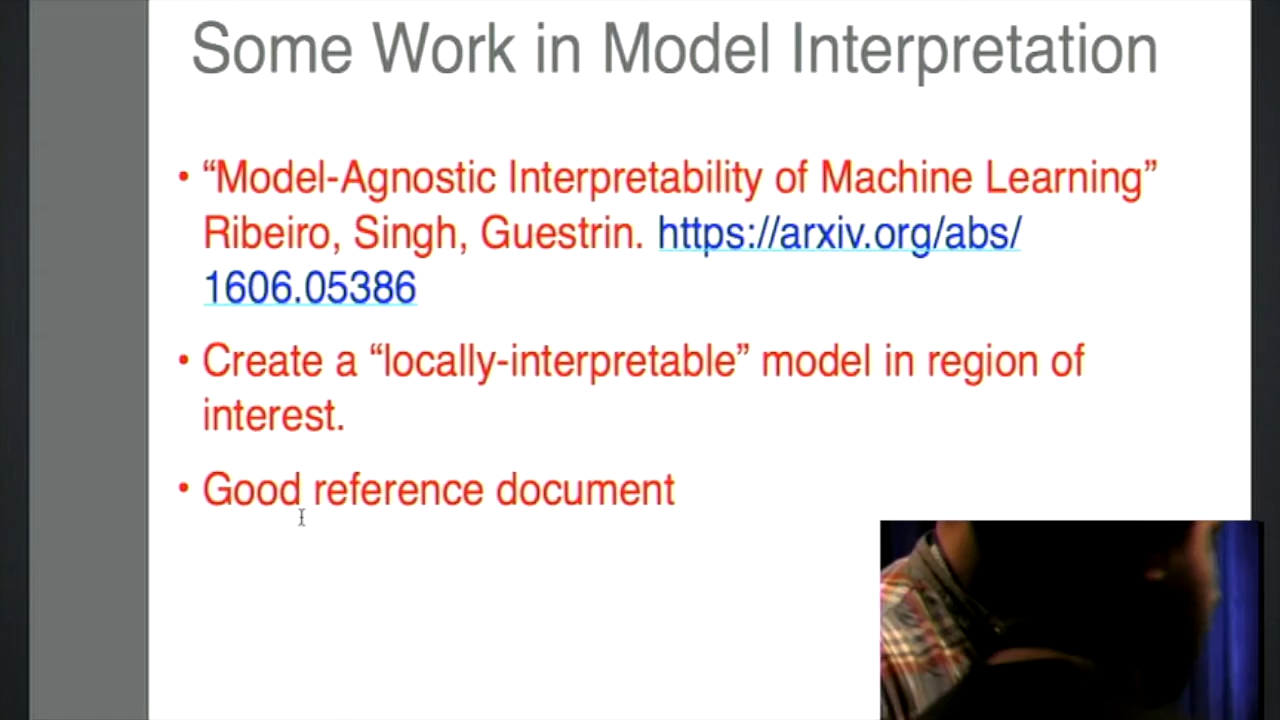 Some Work in Model Interpretation
• “Model-Agnostic Interpretability of Machine Learning”
Ribeiro, Singh, Guestrin. https://arxiv.org/abs/
1606.05386
• Create a “locally-interpretable” model in region of
interest.
• Good reference document